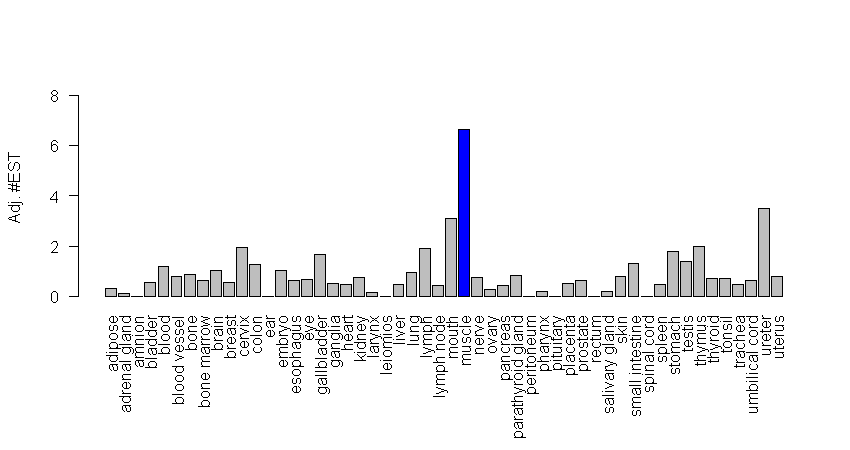 Adj. #EST
8
6
4
2
0
adipose
adrenal gland
amnion
bladder
blood
blood vessel
bone
bone marrow
brain
breast
cervix
colon
ear
embryo
esophagus
eye
gallbladder
ganglia
heart
kidney
larynx
leiomios
liver
lung
lymph
lymph node
mouth
muscle
nerve
ovary
pancreas
parathyroid gland
peritoneum
pharynx
pituitary
placenta
prostate
rectum
salivary gland
skin
small intestine
spinal cord
spleen
stomach
testis
thymus
thyroid
tonsil
trachea
umbilical cord
ureter
uterus